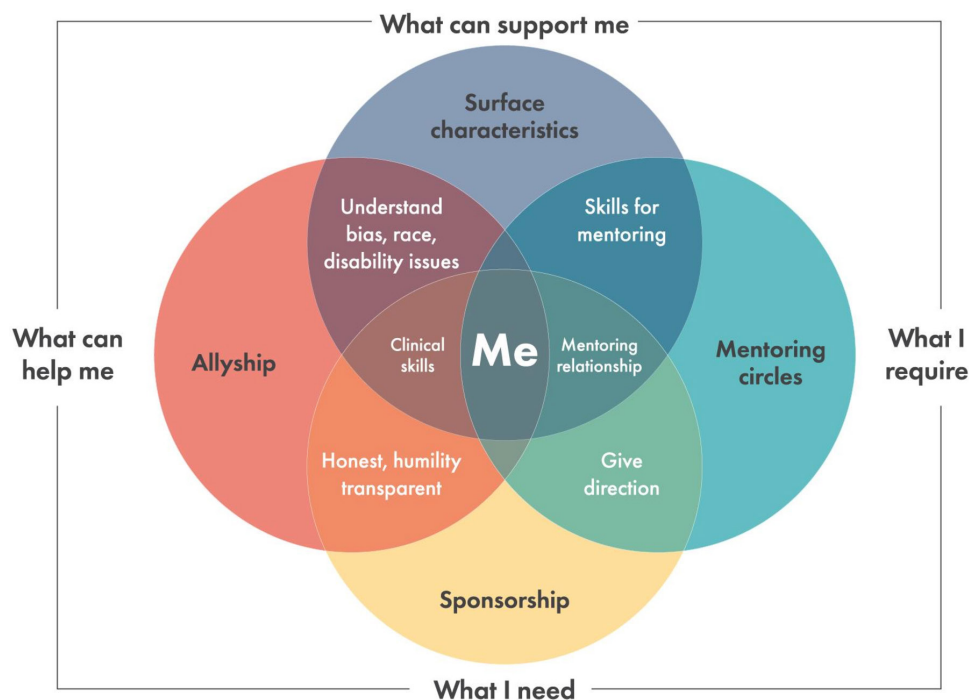 What can support me
Surface
characteristics
Understand
bias, race,
disability issues
Skills for
mentoring
What can
help me
Allyship
Clinical
skills
Me
Mentoring
relationship
Mentoring
circles
What I
require
Honest, humility
transparent
Give
direction
Sponsorship
What I need